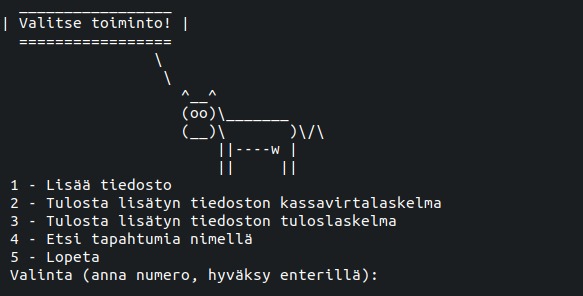 _________________
| Valitse toiminto! |
  =================
                 \
                  \
                    ^__^
                    (oo)\_______
                    (__)\       )\/\
                        ||----w |
                        ||     ||
 1 - Lisää tiedosto
 2 - Tulosta lisätyn tiedoston kassavirtalaskelma
 3 - Tulosta lisätyn tiedoston tuloslaskelma
 4 - Etsi tapahtumia nimellä
 5 - Lopeta
 Valinta (anna numero, hyväksy enterillä):